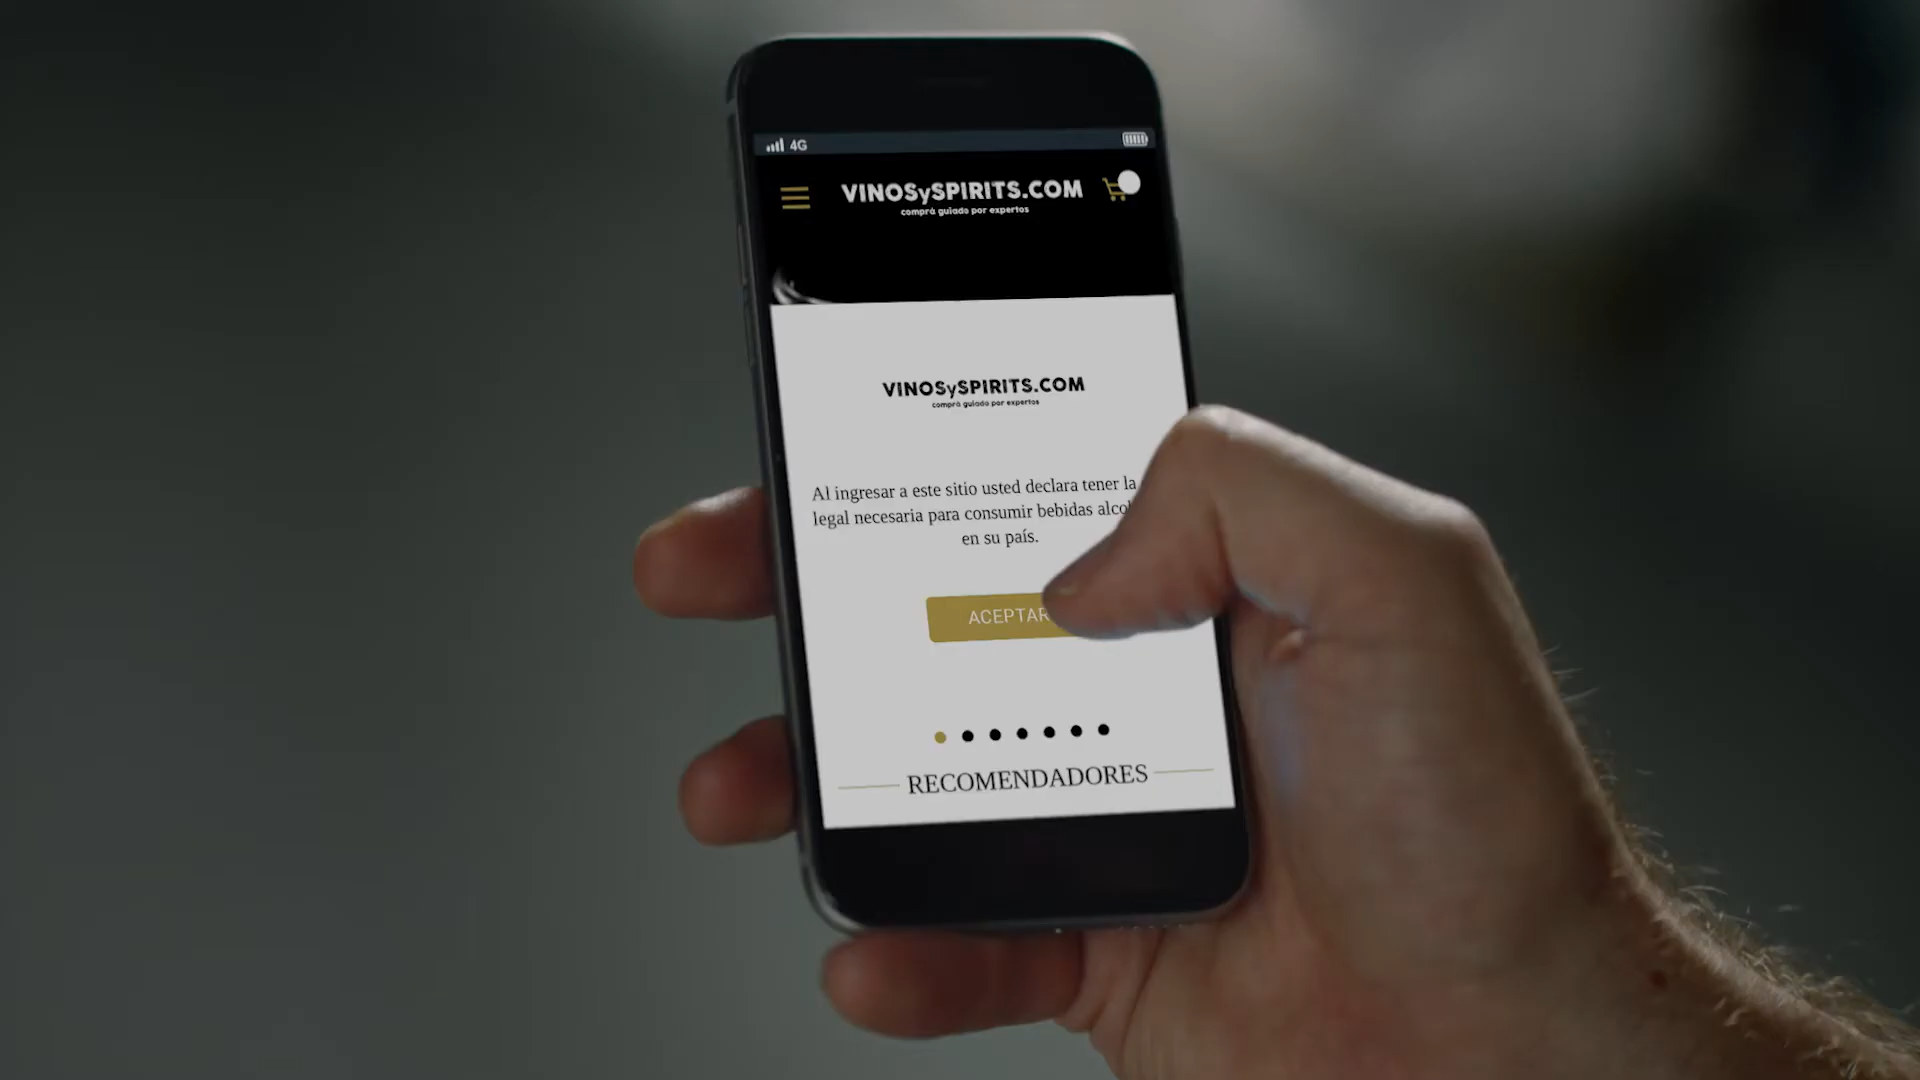 4G
VINOSySPIRITS.COM
comprá guiado por expertos
VINOSySPIRITS.COM
comprá guiado por expertos
Al ingresar a este sitio usted declara tener la
legal necesaria para consumir bebidas
en su país.
ACEPTAR
RECOMENDADORES